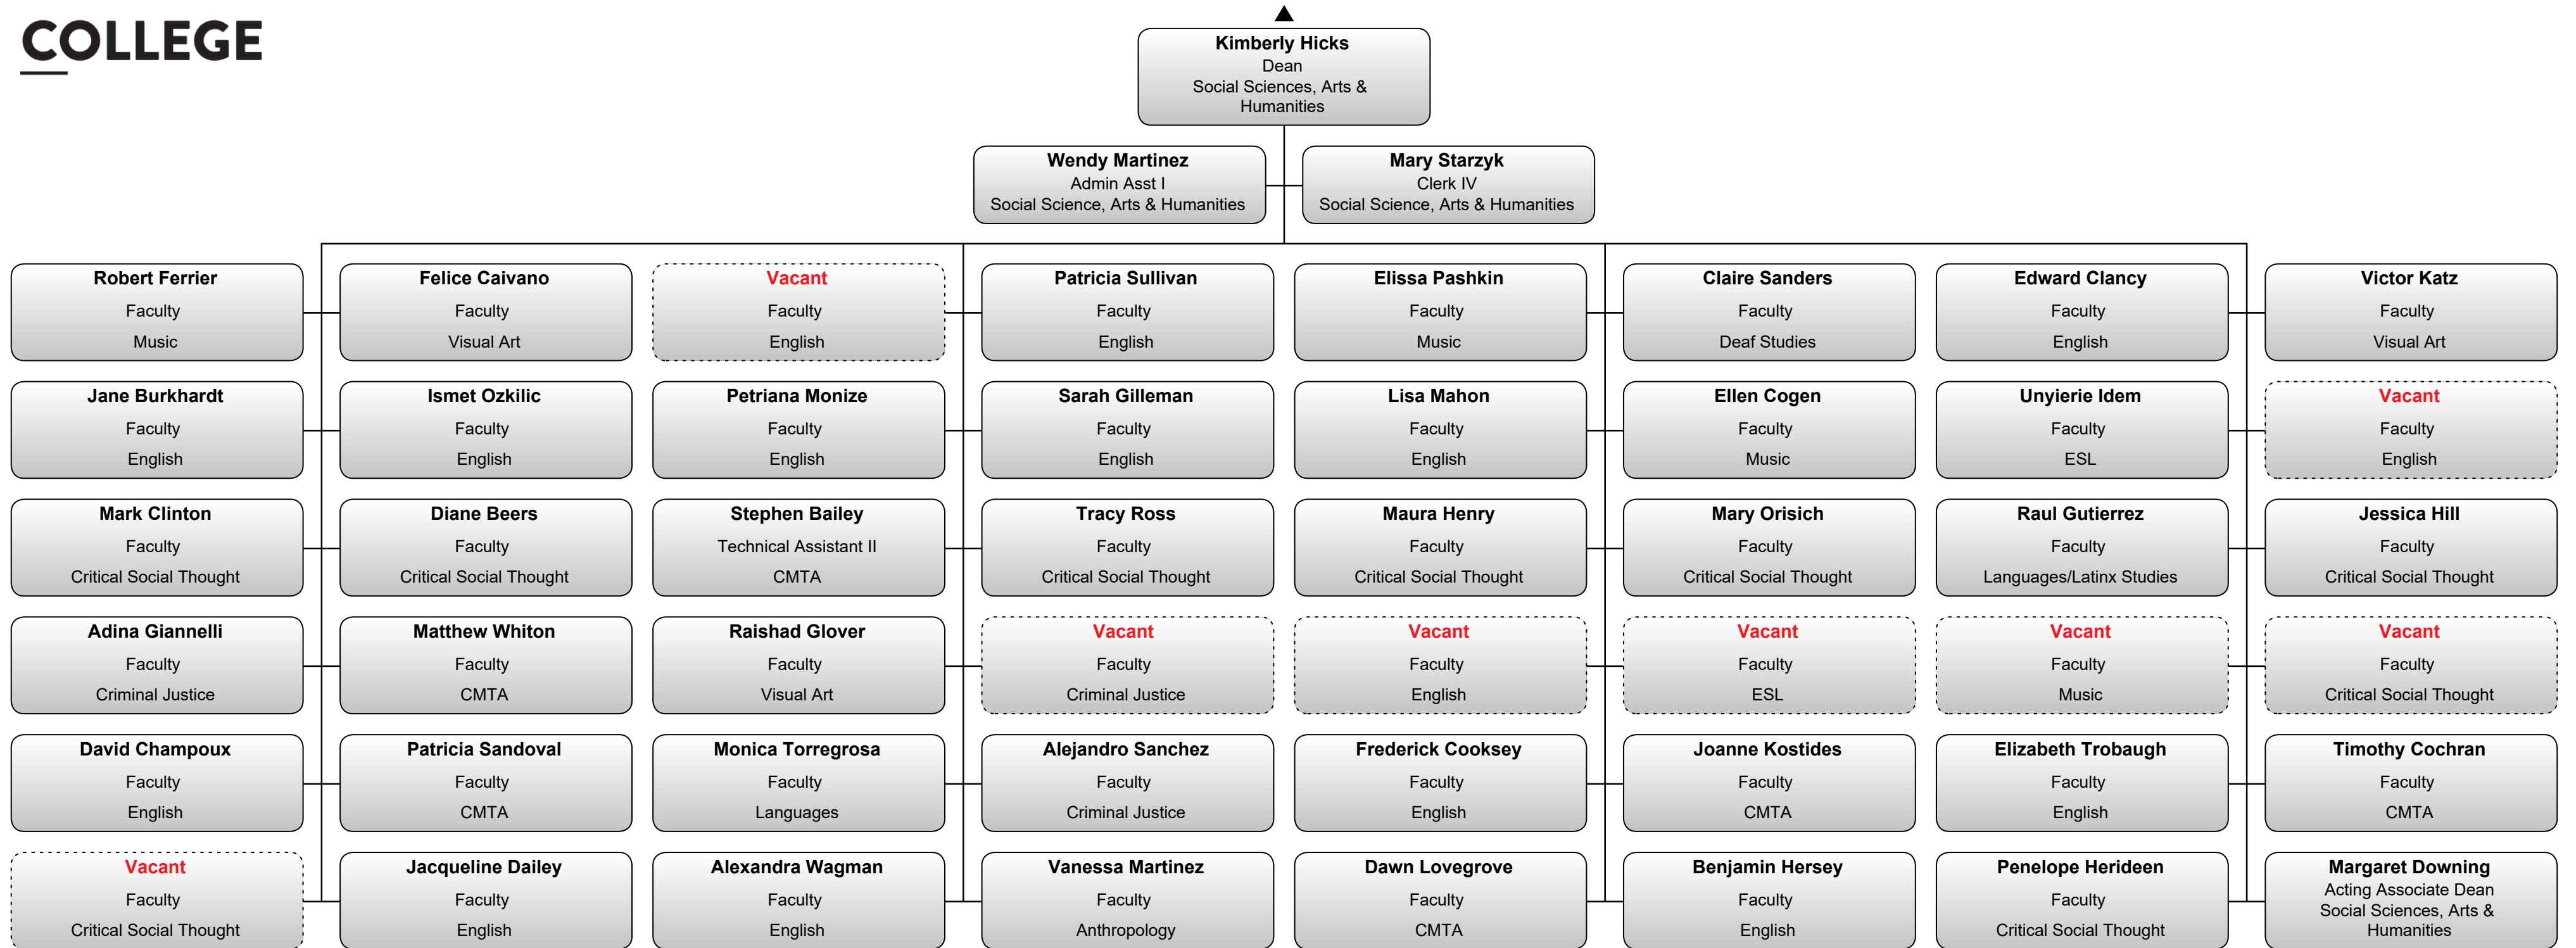 COLLEGE
Kimberly Hicks
Dean
Social Sciences, Arts &
Humanities
Wendy Martinez
Admin Asst I
Social Science, Arts & Humanities
Mary Starzyk
Clerk IV
Social Science, Arts & Humanities
Robert Ferrier
Faculty
Music
Felice Caivano
Faculty
Visual Art
Vacant
Faculty
English
Patricia Sullivan
Faculty
English
Elissa Pashkin
Faculty
Music
Claire Sanders
Faculty
Deaf Studies
Edward Clancy
Faculty
English
Victor Katz
Faculty
Visual Art
Jane Burkhardt
Faculty
English
Ismet Ozkilic
Faculty
English
Petriana Monize
Faculty
English
Sarah Gilleman
Faculty
English
Lisa Mahon
Faculty
English
Ellen Cogen
Faculty
Music
Unyierie Idem
Faculty
ESL
Vacant
Faculty
English
Mark Clinton
Faculty
Critical Social Thought
Diane Beers
Faculty
Critical Social Thought
Stephen Bailey
Technical Assistant II
CMTA
Tracy Ross
Faculty
Critical Social Thought
Maura Henry
Faculty
Critical Social Thought
Mary Orisich
Faculty
Critical Social Thought
Raul Gutierrez
Faculty
Languages/Latinx Studies
Jessica Hill
Faculty
Critical Social Thought
Adina Giannelli
Faculty
Criminal Justice
Matthew Whiton
Faculty
CMTA
Raishad Glover
Faculty
Visual Art
Vacant
Faculty
Criminal Justice
Vacant
Faculty
English
Vacant
Faculty
ESL
Vacant
Faculty
Music
Vacant
Faculty
Critical Social Thought
David Champoux
Faculty
English
Patricia Sandoval
Faculty
CMTA
Monica Torregrosa
Faculty
Languages
Alejandro Sanchez
Faculty
Criminal Justice
Frederick Cooksey
Faculty
English
Joanne Kostides
Faculty
CMTA
Elizabeth Trobaugh
Faculty
English
Timothy Cochran
Faculty
CMTA
Vacant
Faculty
Critical Social Thought
Jacqueline Dailey
Faculty
English
Alexandra Wagman
Faculty
English
Vanessa Martinez
Faculty
Anthropology
Dawn Lovegrove
Faculty
CMTA
Benjamin Hersey
Faculty
English
Penelope Herideen
Faculty
Critical Social Thought
Margaret Downing
Acting Associate Dean
Social Sciences, Arts &
Humanities